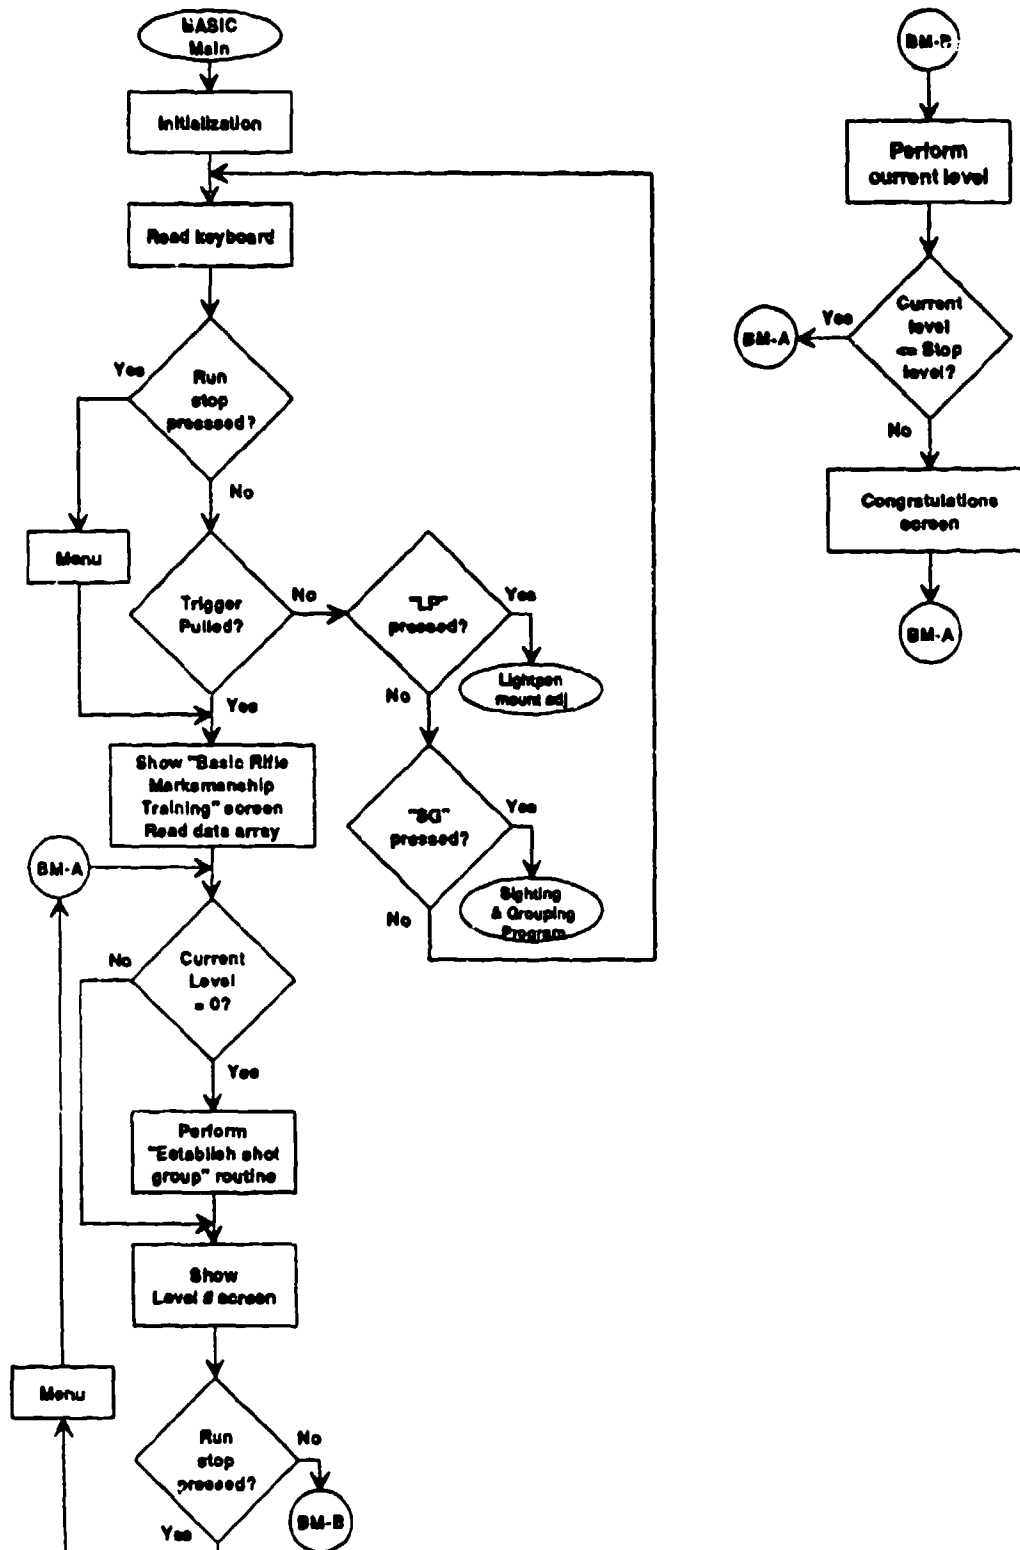 BASIC
Main
Initialization
Read keyboard
Yes
Run
stop
pressed?
No
Menu
Trigger
Pulled?
No
"LP"
pressed?
Yes
Lightpen
mount adj
No
Yes
Show "Basic Rifle
Marksmanship
Training" screen
Read data array
"SG"
pressed?
Yes
Sighting
& Grouping
Program
No
BM-A
No
Current
Level
= 0?
Yes
Perform
"Establish shot
group" routine
Show
Level # screen
Menu
Run
stop
pressed?
No
BM-B
Yes
BM-B
Perform
current level
Current
level
<= Stop
level?
Yes
BM-A
No
Congratulations
screen
BM-A